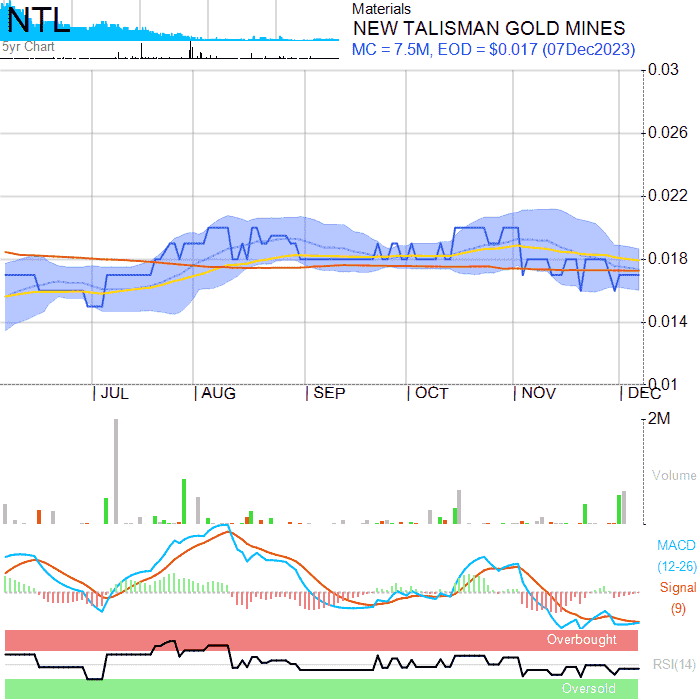 NTL
5yr Chart
Materials
NEW TALISMAN GOLD MINES
MC = 7.5M, EOD = $0.017 (07Dec2023)
0.03
0.026
0.022
0.018
0.014
0.01
JUL AUG SEP OCT NOV DEC
2M
Volume
MACD
(12-26)
Signal
(9)
Overbought
RSI(14)
Oversold